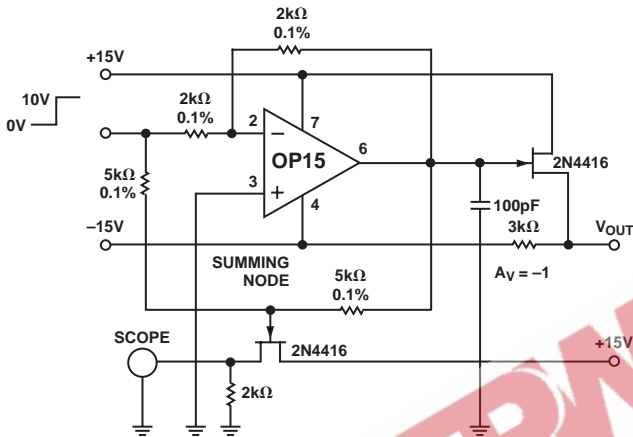 2kΩ
0.1%
+15V
10V
0V
2kΩ
0.1%
2
7
−
OP15
6
3
+
4
2N4416
5kΩ
0.1%
100pF
–15V
3kΩ
VOUT
SUMMING
NODE
5kΩ
0.1%
AV = –1
SCOPE
2N4416
+15V
2kΩ